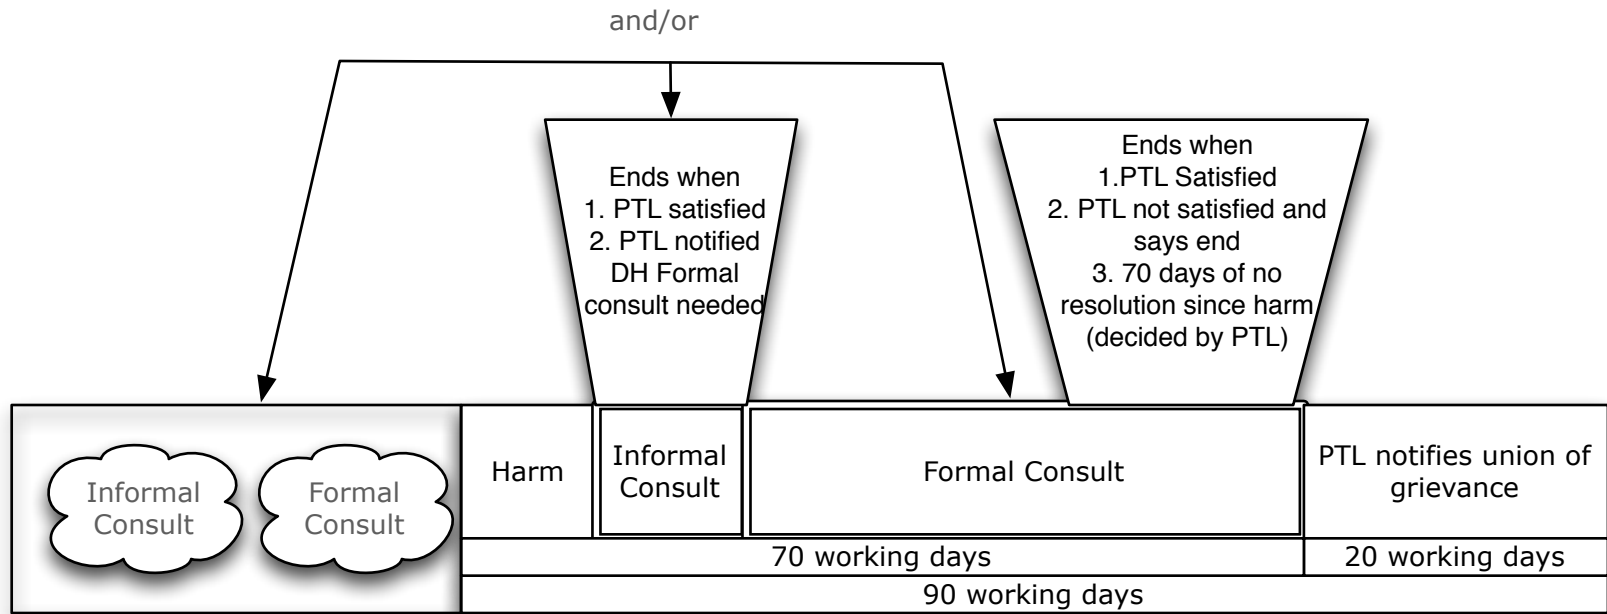 and/or
Ends when
1. PTL satisfied
2. PTL notified
DH Formal
consult needed
Ends when
1.PTL Satisfied
2. PTL not satisfied and
says end
3. 70 days of no
resolution since harm
(decided by PTL)
Informal
Consult
Formal
Consult
Harm
Informal
Consult
Formal Consult
PTL notifies union of
grievance
70 working days
20 working days
90 working days